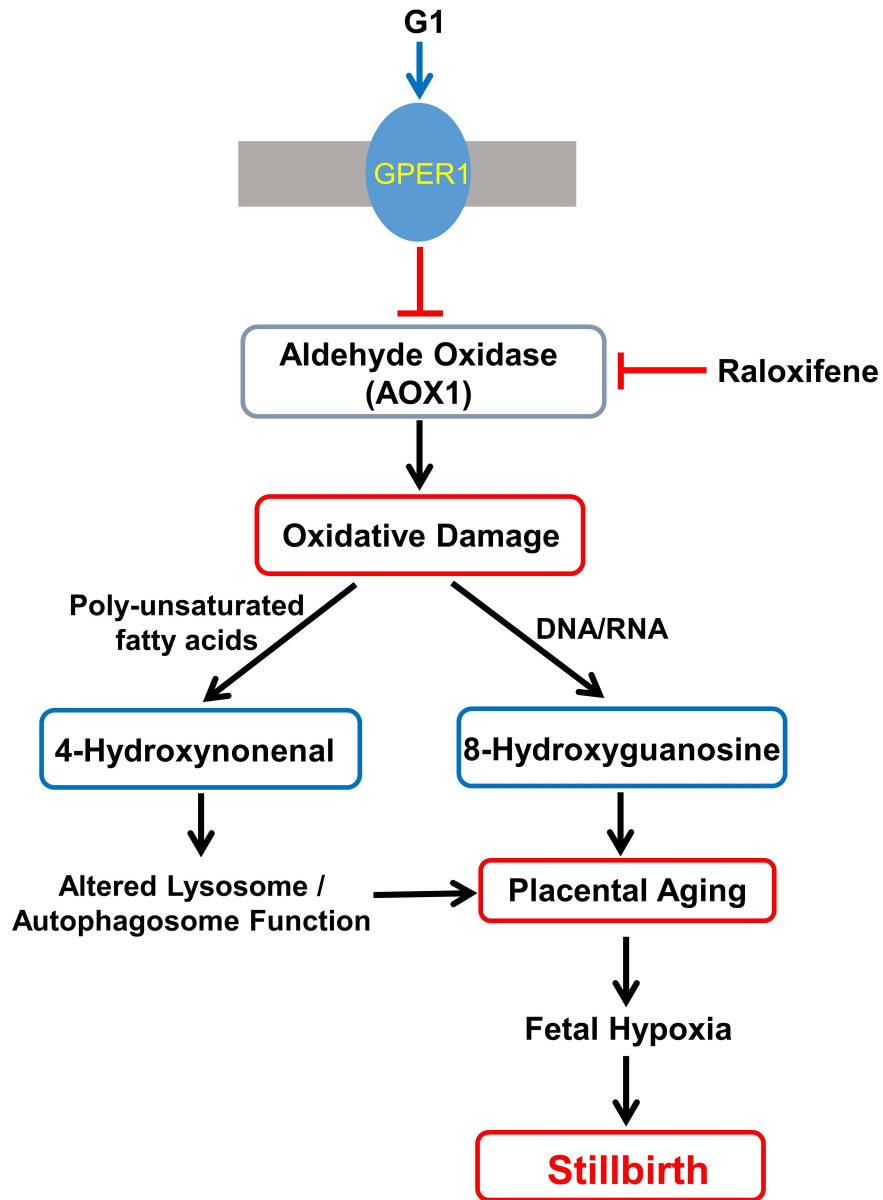 G1
GPER1
Aldehyde Oxidase
(AOX1)
Raloxifene
Oxidative Damage
Poly-unsaturated
fatty acids
DNA/RNA
4-Hydroxynonenal
8-Hydroxyguanosine
Altered Lysosome /
Autophagosome Function
Placental Aging
Fetal Hypoxia
Stillbirth